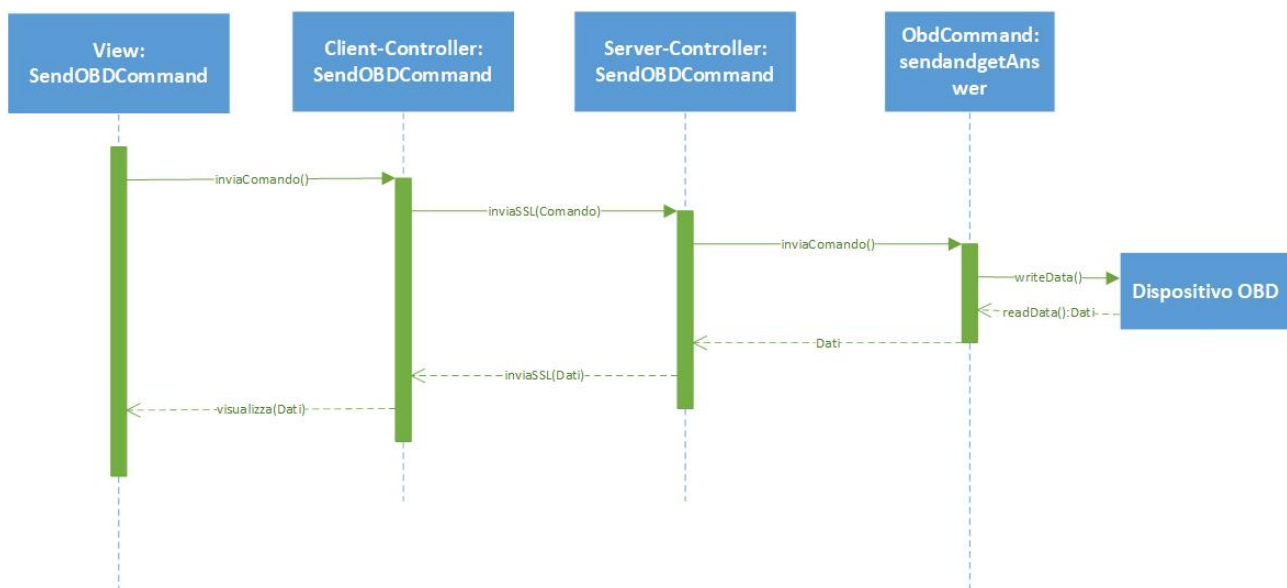 View:
SendOBDCommand
Client-Controller:
SendOBDCommand
Server-Controller:
SendOBDCommand
ObdCommand:
sendandgetAns
wer
inviaComando()
inviaSSL(Comando)
inviaComando()
writeData()
Dispositivo OBD
readData():Dati
Dati
inviaSSL(Dati)
visualizza(Dati)